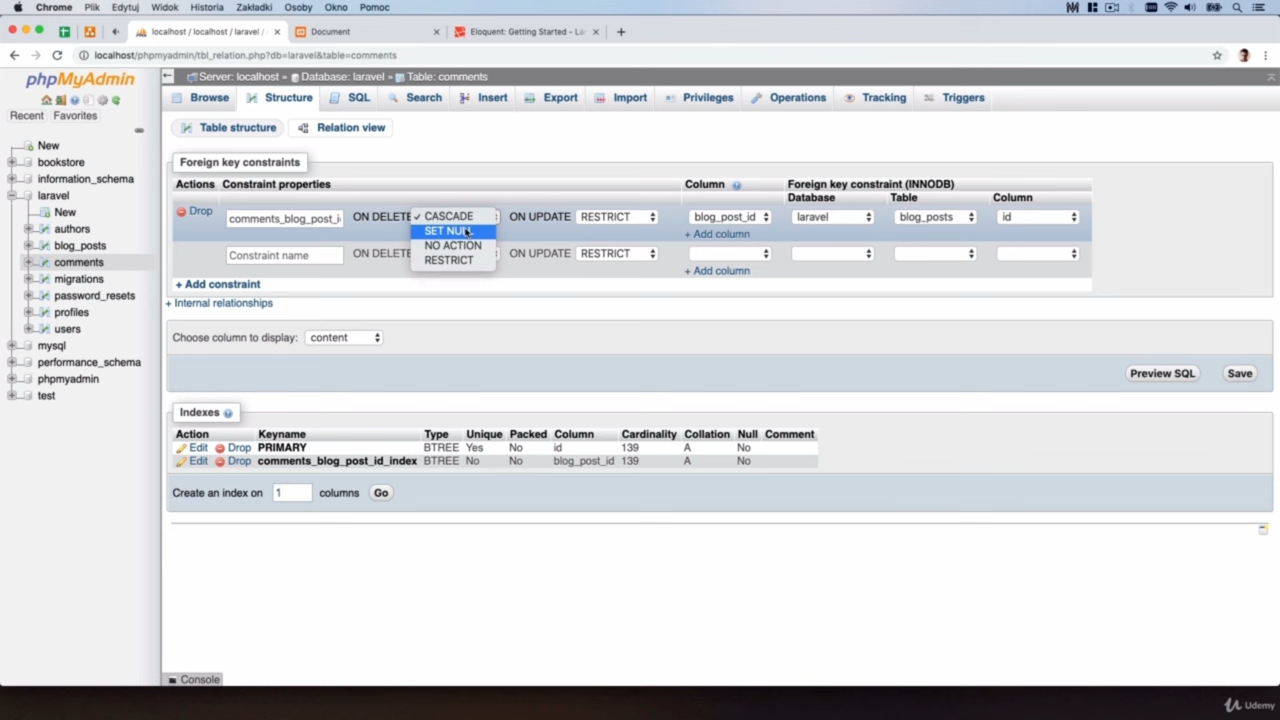 Chrome Plik Edytuj Widok Historia Zakładki Osoby Okno Pomoc
localhost / localhost / laravel / Document Eloquent: Getting Started - La
localhost/phpmyadmin/tbl_relation.php?db=laravel&table=comments
phpMyAdmin
Recent Favorites
New
bookstore
information_schema
laravel
New
authors
blog_posts
comments
migrations
password_resets
profiles
users
mysql
performance_schema
phpmyadmin
test
Server: localhost » Database: laravel » Table: comments
Browse Structure SQL Search Insert Export Import Privileges Operations Tracking Triggers
Table structure Relation view
Foreign key constraints
Actions Constraint properties Column Foreign key constraint (INNODB)
Database Table Column
Drop comments_blog_post_i ON DELETE ✓ CASCADE ON UPDATE RESTRICT blog_post_id laravel blog_posts id
SET NULL
+ Add column
NO ACTION
Constraint name ON DELETE RESTRICT ON UPDATE RESTRICT
+ Add column
+ Add constraint
+ Internal relationships
Choose column to display: content
Preview SQL Save
Indexes
Action Keyname Type Unique Packed Column Cardinality Collation Null Comment
Edit Drop PRIMARY BTREE Yes No id 139 A No
Edit Drop comments_blog_post_id_index BTREE No No blog_post_id 139 A No
Create an index on 1 columns Go
Console
Udemy